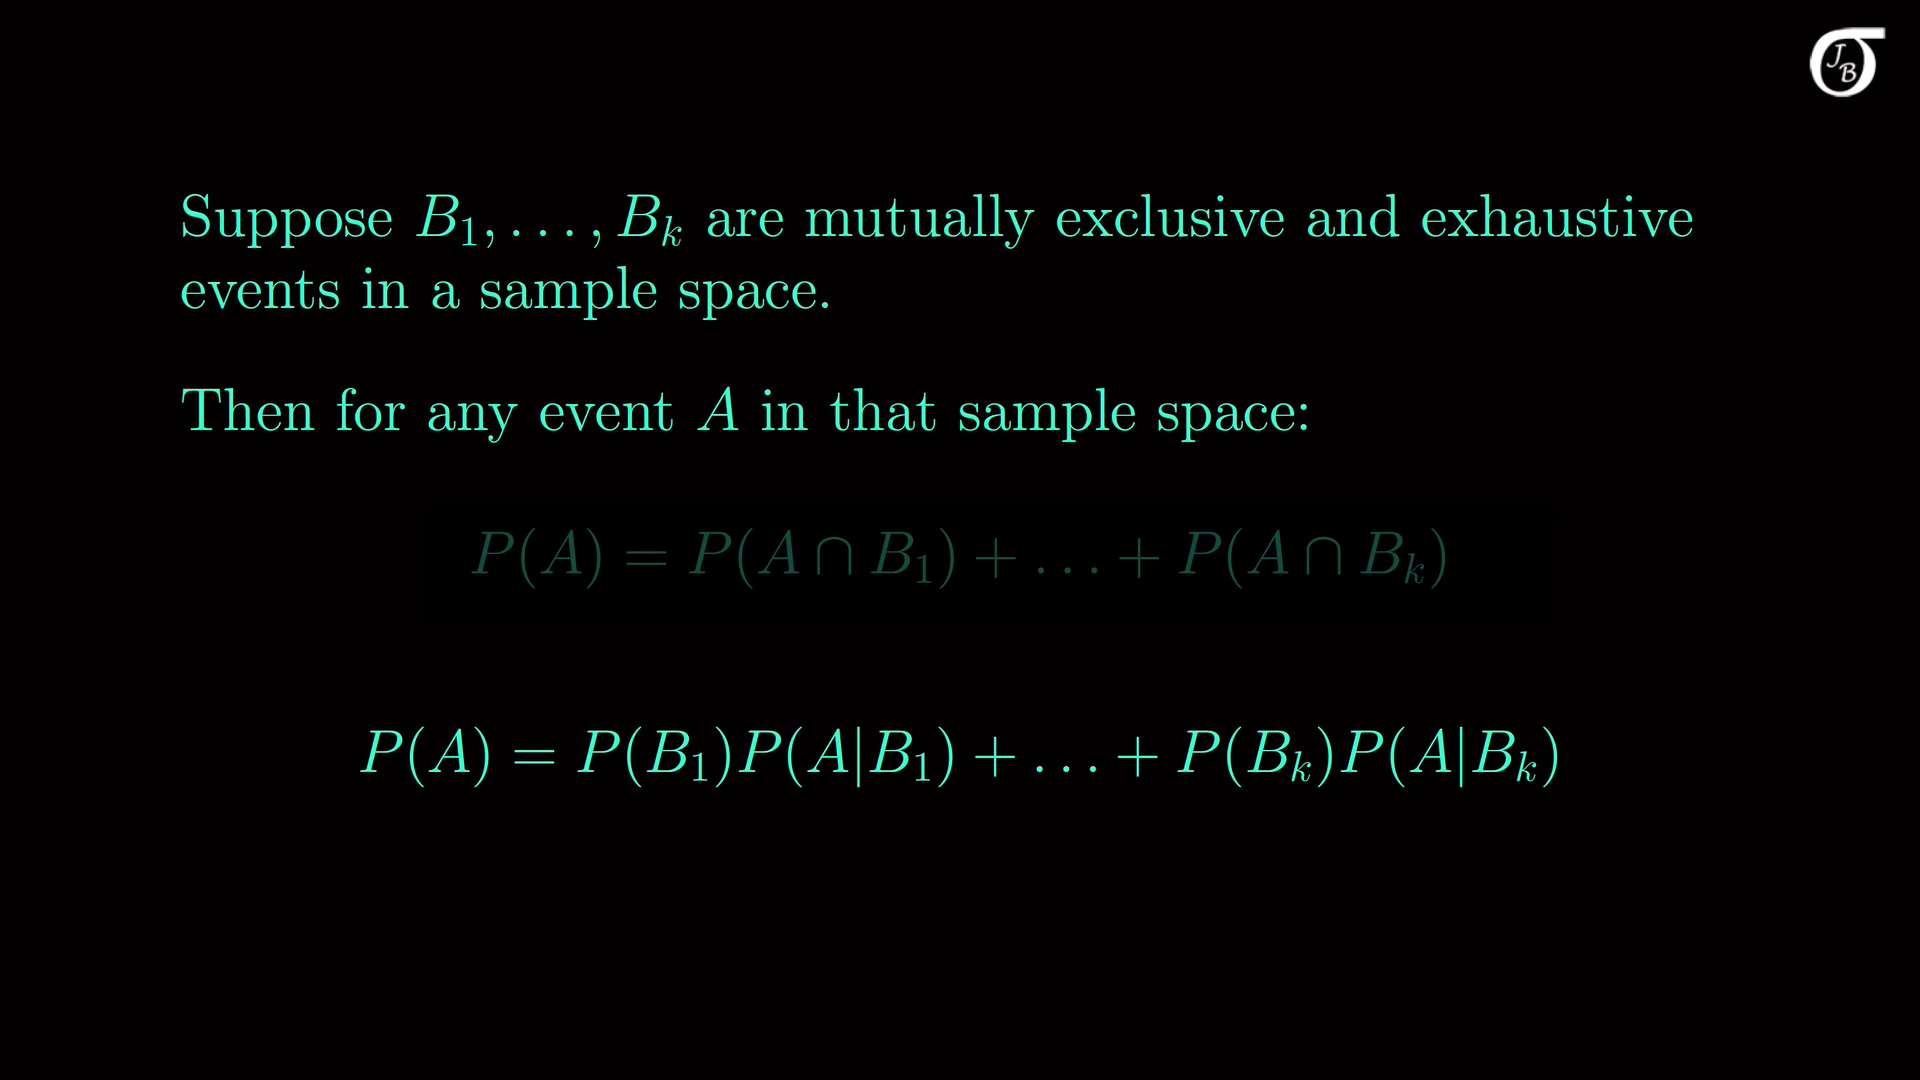 JB
Suppose B₁, . . . , Bₖ are mutually exclusive and exhaustive
events in a sample space.
Then for any event A in that sample space:
P(A) = P(A ∩ B₁) + . . . + P(A ∩ Bₖ)
P(A) = P(B₁)P(A|B₁) + . . . + P(Bₖ)P(A|Bₖ)